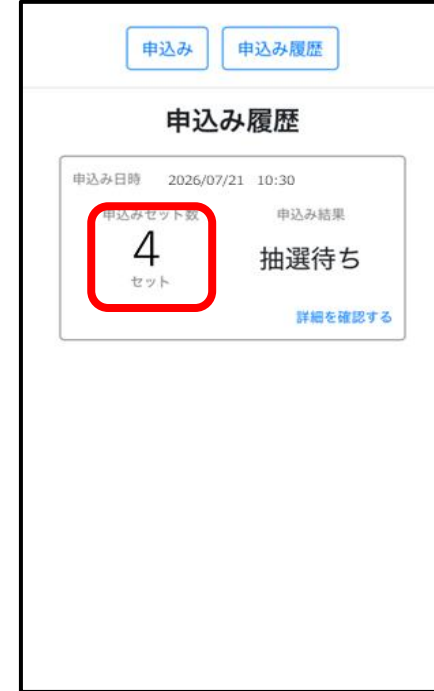 申込み 申込み履歴
申込み履歴
申込み日時 2026/07/21 10:30
申込みセット数 申込み結果
4 抽選待ち
セット
詳細を確認する